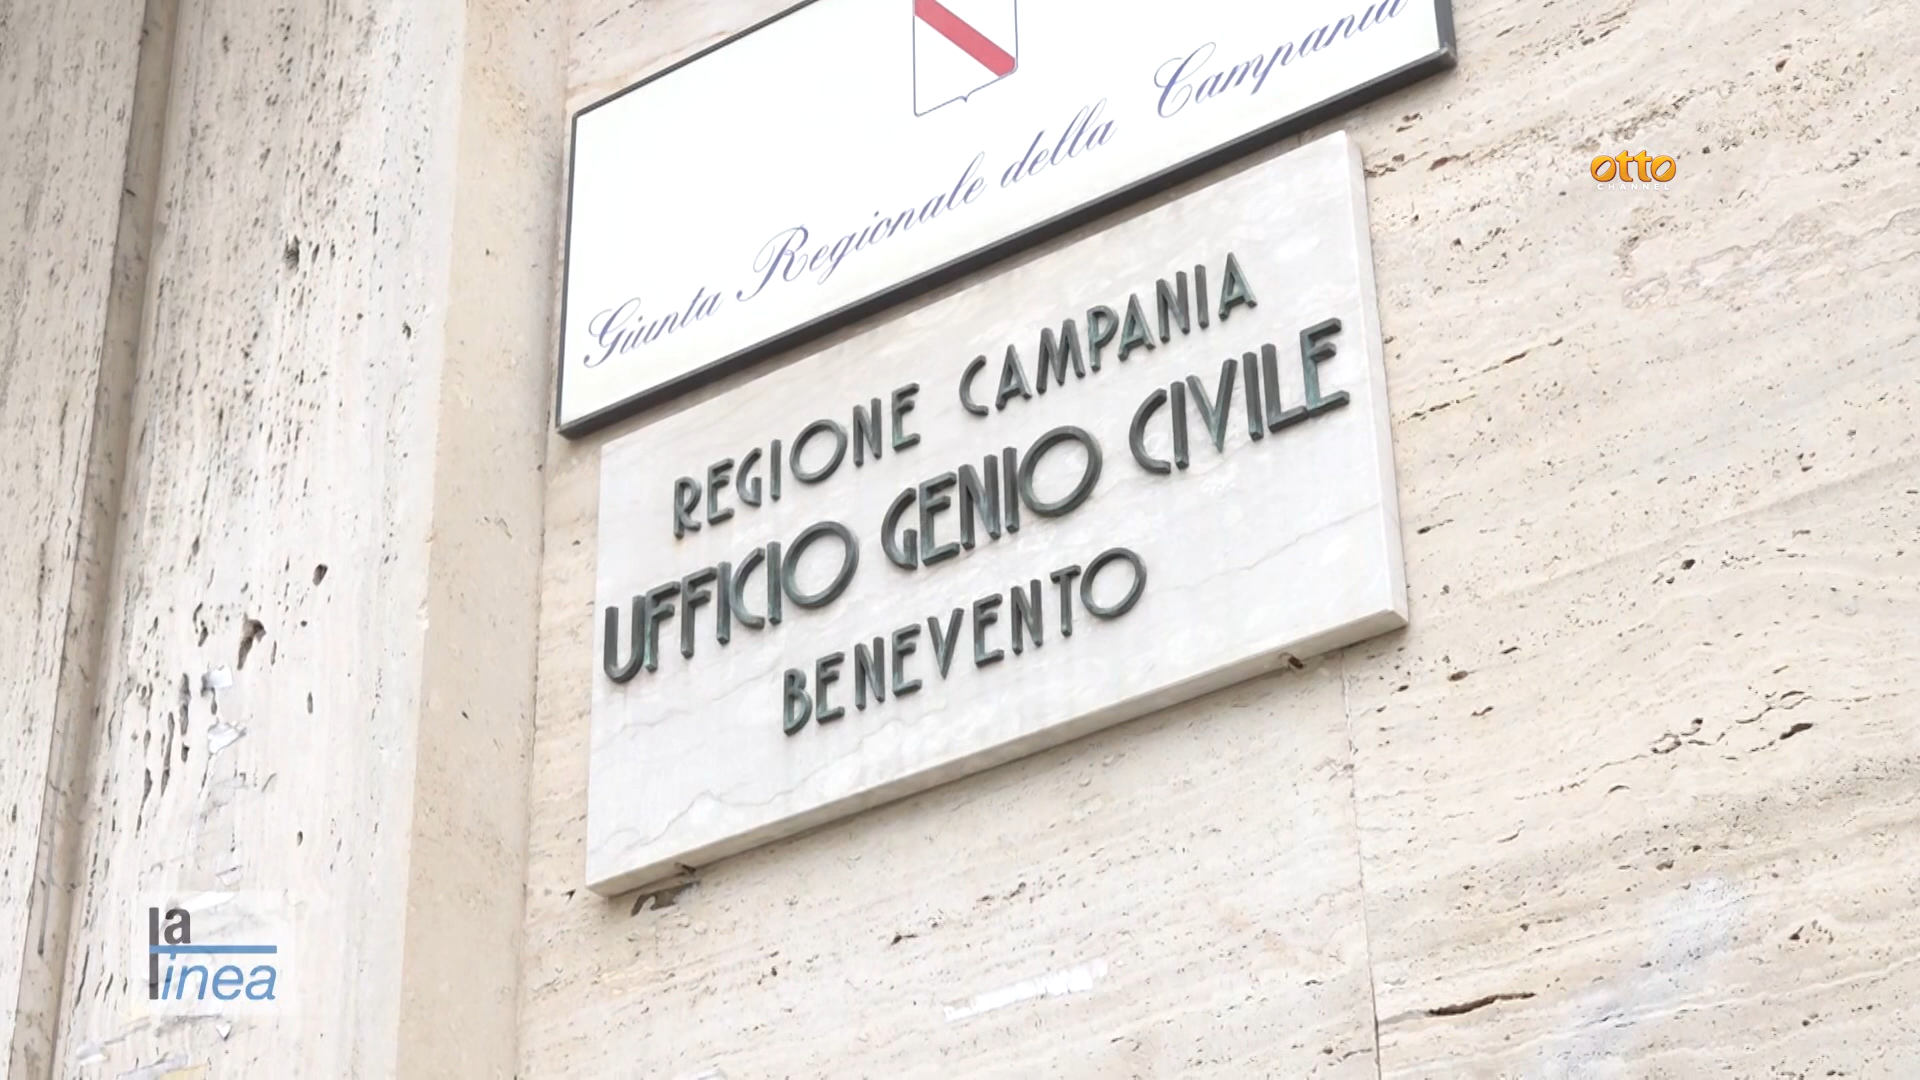 Giunta Regionale della Campania
otto
CHANNEL
REGIONE CAMPANIA
UFFICIO GENIO CIVILE
BENEVENTO
la
linea